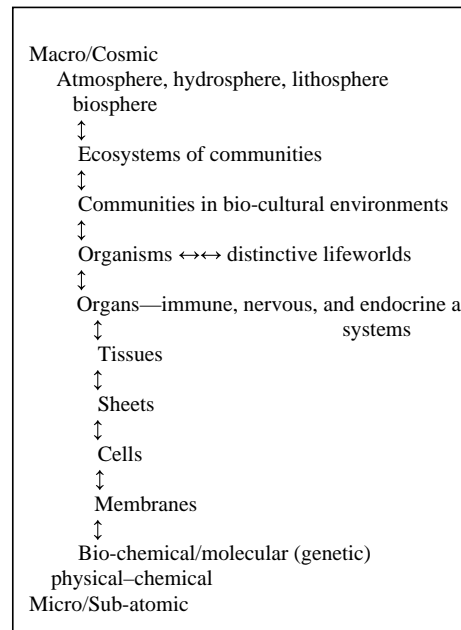 Macro/Cosmic
Atmosphere, hydrosphere, lithosphere
biosphere
↕
Ecosystems of communities
↕
Communities in bio-cultural environments
↕
Organisms ↔↔ distinctive lifeworlds
↕
Organs—immune, nervous, and endocrine a
systems
↕
Tissues
↕
Sheets
↕
Cells
↕
Membranes
↕
Bio-chemical/molecular (genetic)
physical–chemical
Micro/Sub-atomic